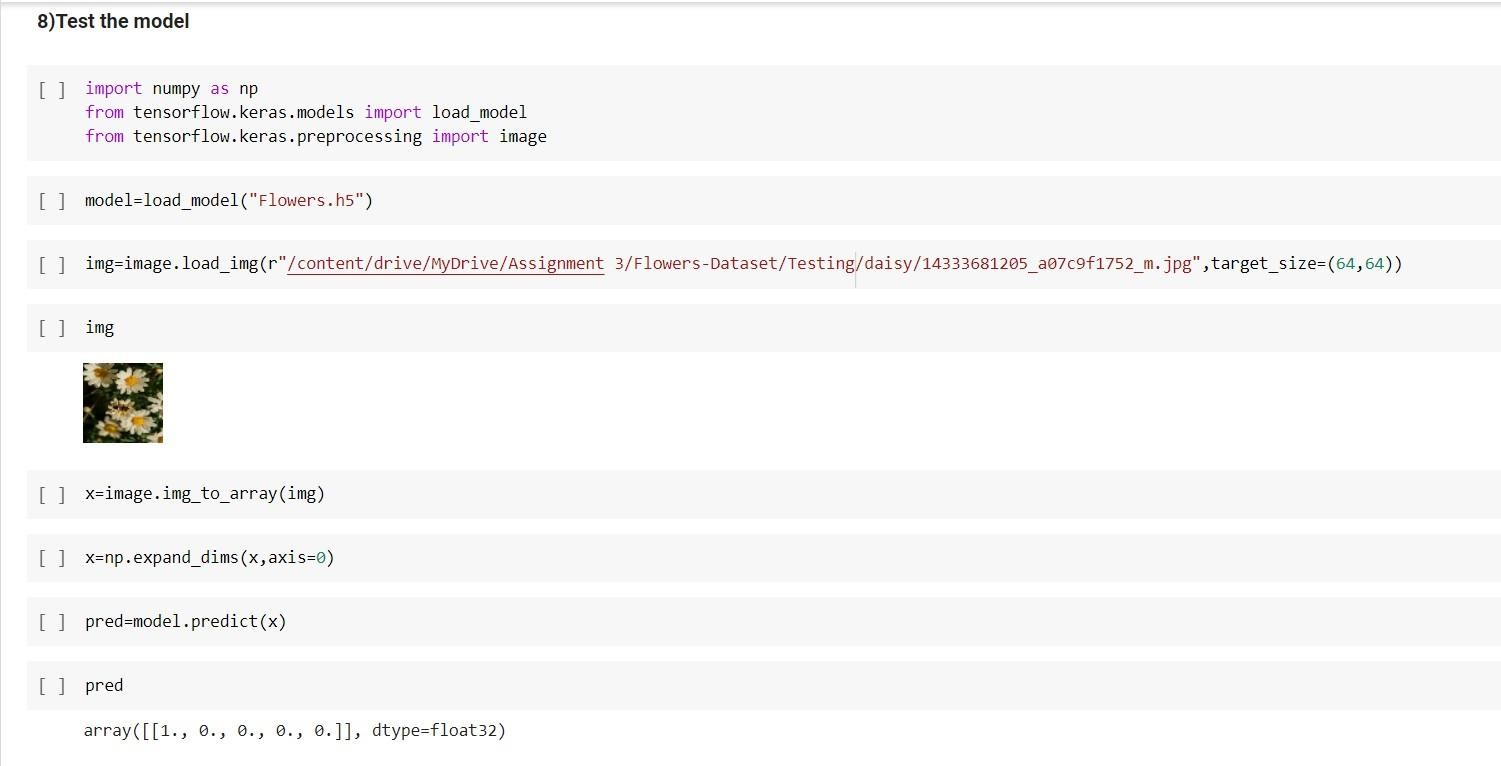 8)Test the model
[ ] import numpy as np
from tensorflow.keras.models import load_model
from tensorflow.keras.preprocessing import image
[ ] model=load_model("Flowers.h5")
[ ] img=image.load_img(r"/content/drive/MyDrive/Assignment 3/Flowers-Dataset/Testing/daisy/14333681205_a07c9f1752_m.jpg",target_size=(64,64))
[ ] img
[ ] x=image.img_to_array(img)
[ ] x=np.expand_dims(x,axis=0)
[ ] pred=model.predict(x)
[ ] pred
array([[1., 0., 0., 0., 0.]], dtype=float32)